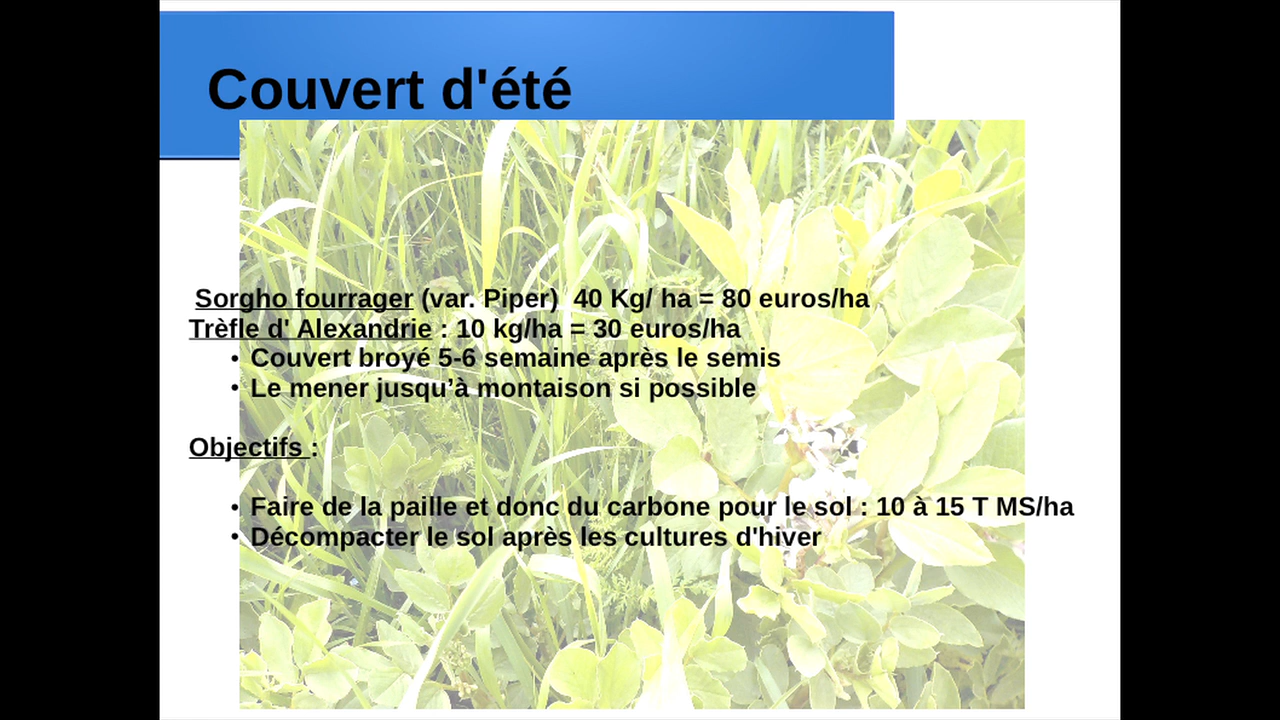 Couvert d'été
Sorgho fourrager (var. Piper)  40 Kg/ ha = 80 euros/ha
Trèfle d' Alexandrie : 10 kg/ha = 30 euros/ha
• Couvert broyé 5-6 semaine après le semis
• Le mener jusqu’à montaison si possible
Objectifs :
• Faire de la paille et donc du carbone pour le sol : 10 à 15 T MS/ha
• Décompacter le sol après les cultures d'hiver